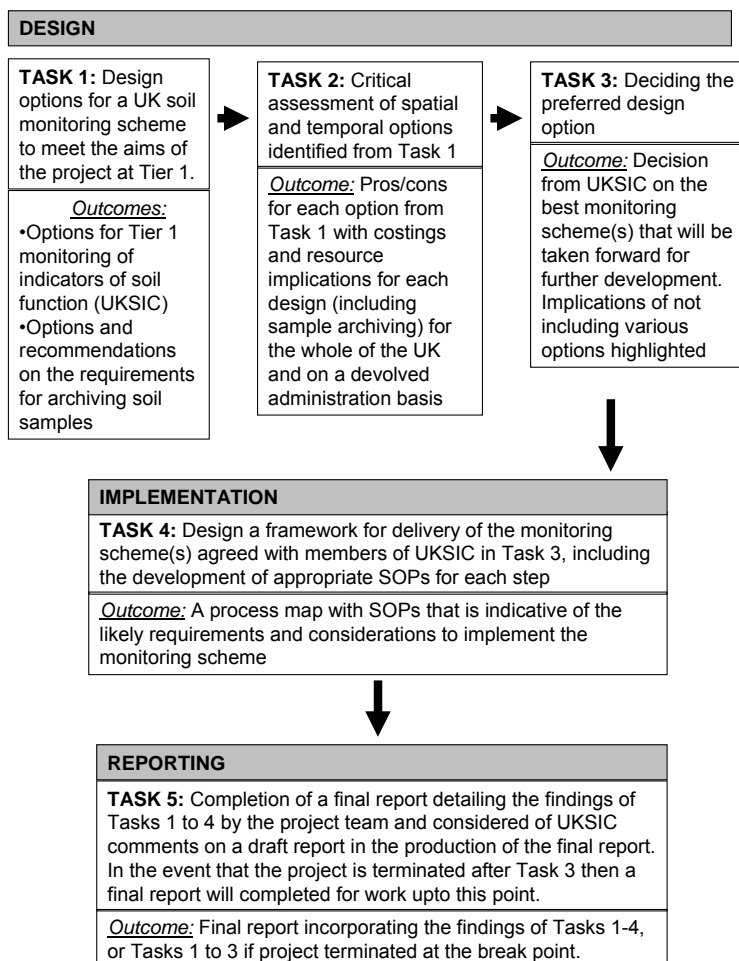 DESIGN
TASK 1: Design
options for a UK soil
monitoring scheme
to meet the aims of
the project at Tier 1.
Outcomes:
•Options for Tier 1
monitoring of
indicators of soil
function (UKSIC)
•Options and
recommendations
on the requirements
for archiving soil
samples
TASK 2: Critical
assessment of spatial
and temporal options
identified from Task 1
Outcome: Pros/cons
for each option from
Task 1 with costings
and resource
implications for each
design (including
sample archiving) for
the whole of the UK
and on a devolved
administration basis
TASK 3: Deciding the
preferred design
option
Outcome: Decision
from UKSIC on the
best monitoring
scheme(s) that will be
taken forward for
further development.
Implications of not
including various
options highlighted
IMPLEMENTATION
TASK 4: Design a framework for delivery of the monitoring
scheme(s) agreed with members of UKSIC in Task 3, including
the development of appropriate SOPs for each step
Outcome: A process map with SOPs that is indicative of the
likely requirements and considerations to implement the
monitoring scheme
REPORTING
TASK 5: Completion of a final report detailing the findings of
Tasks 1 to 4 by the project team and considered of UKSIC
comments on a draft report in the production of the final report.
In the event that the project is terminated after Task 3 then a
final report will completed for work upto this point.
Outcome: Final report incorporating the findings of Tasks 1-4,
or Tasks 1 to 3 if project terminated at the break point.